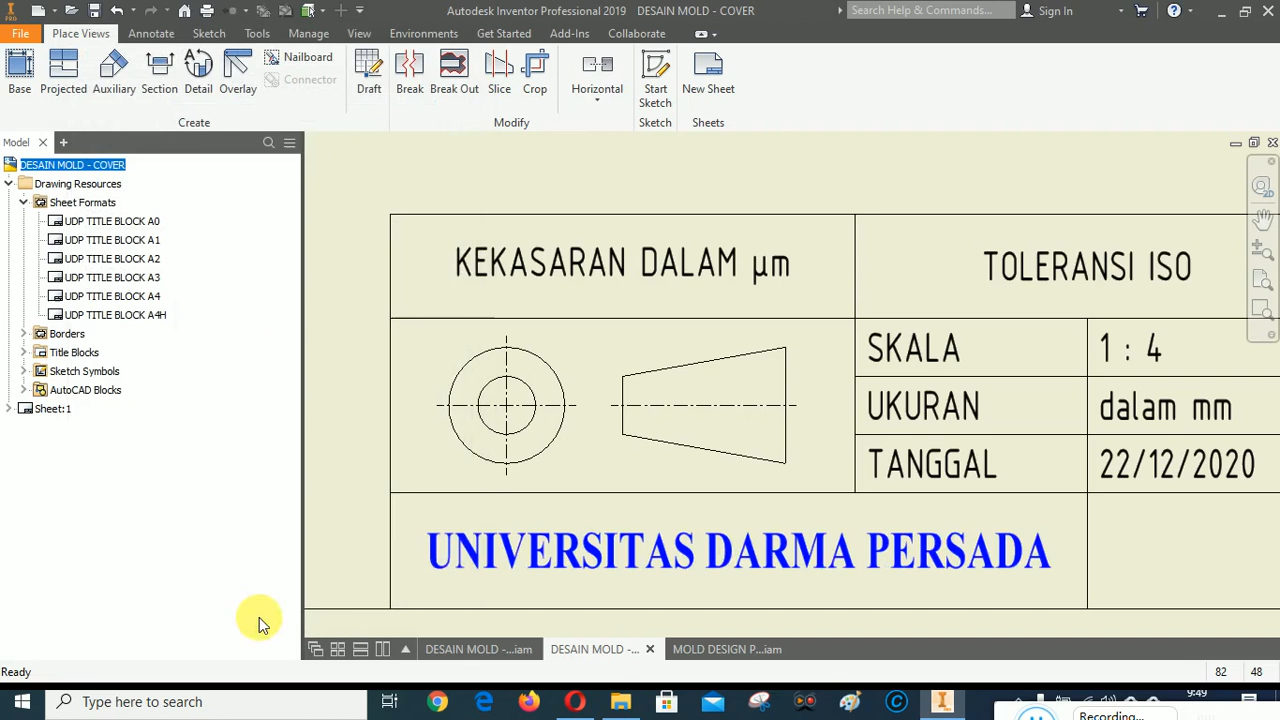 Autodesk Inventor Professional 2019 DESAIN MOLD - COVER
Search Help & Commands...
Sign In
PRO
File
Place Views
Annotate
Sketch
Tools
Manage
View
Environments
Get Started
Add-Ins
Collaborate
Base
Projected
Auxiliary
Section
Detail
Overlay
Nailboard
Connector
Draft
Break
Break Out
Slice
Crop
Horizontal
Start Sketch
New Sheet
Create
Modify
Sketch
Sheets
Model
DESAIN MOLD - COVER
Drawing Resources
Sheet Formats
UDP TITLE BLOCK A0
UDP TITLE BLOCK A1
UDP TITLE BLOCK A2
UDP TITLE BLOCK A3
UDP TITLE BLOCK A4
UDP TITLE BLOCK A4H
Borders
Title Blocks
Sketch Symbols
AutoCAD Blocks
Sheet:1
KEKASARAN DALAM µm
TOLERANSI ISO
SKALA
1 : 4
UKURAN
dalam mm
TANGGAL
22/12/2020
UNIVERSITAS DARMA PERSADA
DESAIN MOLD -...iam
DESAIN MOLD -...
MOLD DESIGN P...iam
Ready
82
48
Type here to search
9:49
Recording...